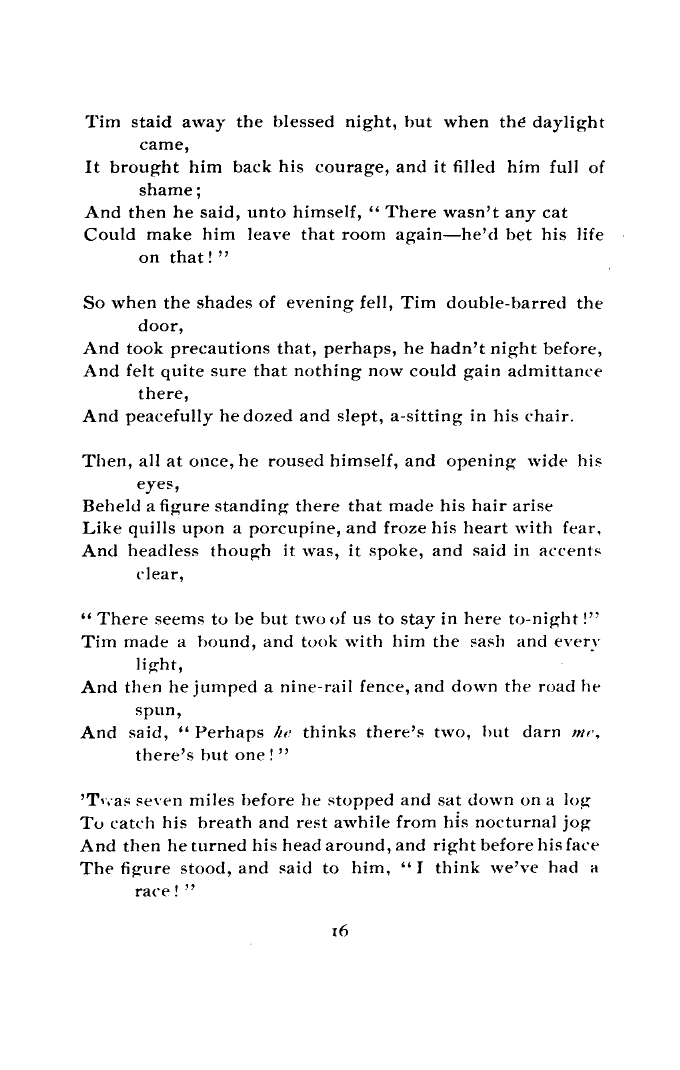 Tim staid away the blessed night, but when the daylight
came,
It brought him back his courage, and it filled him full of
shame;
And then he said, unto himself, “ There wasn’t any cat
Could make him leave that room again—he’d bet his life
on that ! ”
So when the shades of evening fell, Tim double-barred the
door,
And took precautions that, perhaps, he hadn’t night before,
And felt quite sure that nothing now could gain admittance
there,
And peacefully he dozed and slept, a-sitting in his chair.
Then, all at once, he roused himself, and opening wide his
eyes,
Beheld a figure standing there that made his hair arise
Like quills upon a porcupine, and froze his heart with fear,
And headless though it was, it spoke, and said in accents
clear,
“ There seems to be but two of us to stay in here to-night !”
Tim made a bound, and took with him the sash and every
light,
And then he jumped a nine-rail fence, and down the road he
spun,
And said, “ Perhaps he thinks there’s two, but darn me,
there’s but one ! ”
’Twas seven miles before he stopped and sat down on a log
To catch his breath and rest awhile from his nocturnal jog
And then he turned his head around, and right before his face
The figure stood, and said to him, “ I think we’ve had a
race ! ”
16